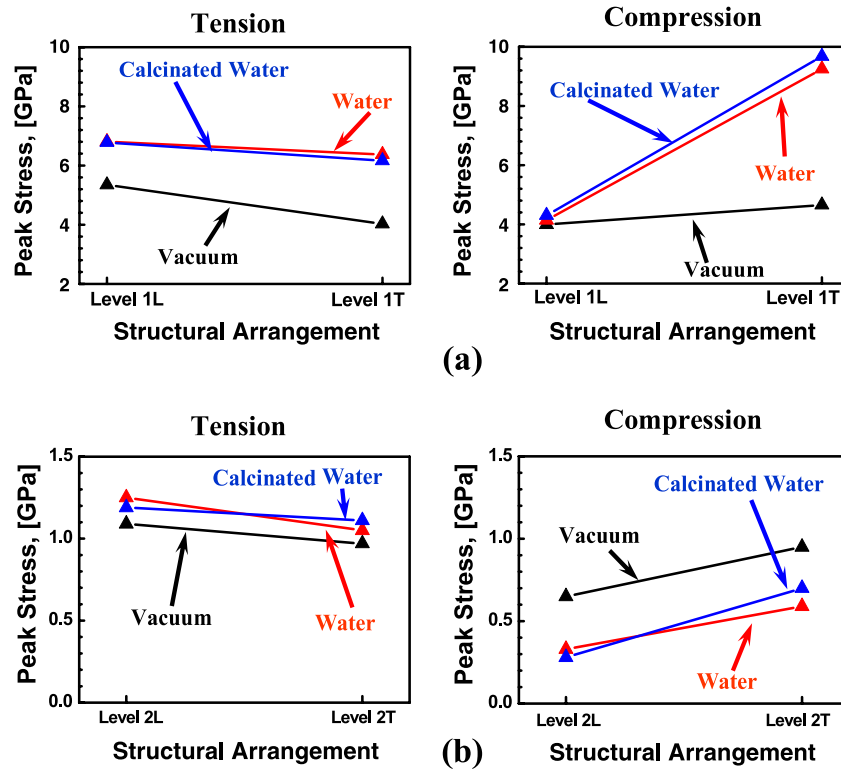 Tension
Peak Stress, [GPa]
10
8
6
4
2
Calcinated Water
Water
Vacuum
Level 1L
Level 1T
Structural Arrangement
Compression
Peak Stress, [GPa]
10
8
6
4
2
Calcinated Water
Water
Vacuum
Level 1L
Level 1T
Structural Arrangement
(a)
Tension
Peak Stress, [GPa]
1.5
1.0
0.5
0.0
Calcinated Water
Vacuum
Water
Level 2L
Level 2T
Structural Arrangement
Compression
Peak Stress, [GPa]
1.5
1.0
0.5
0.0
Calcinated Water
Vacuum
Water
Level 2L
Level 2T
Structural Arrangement
(b)